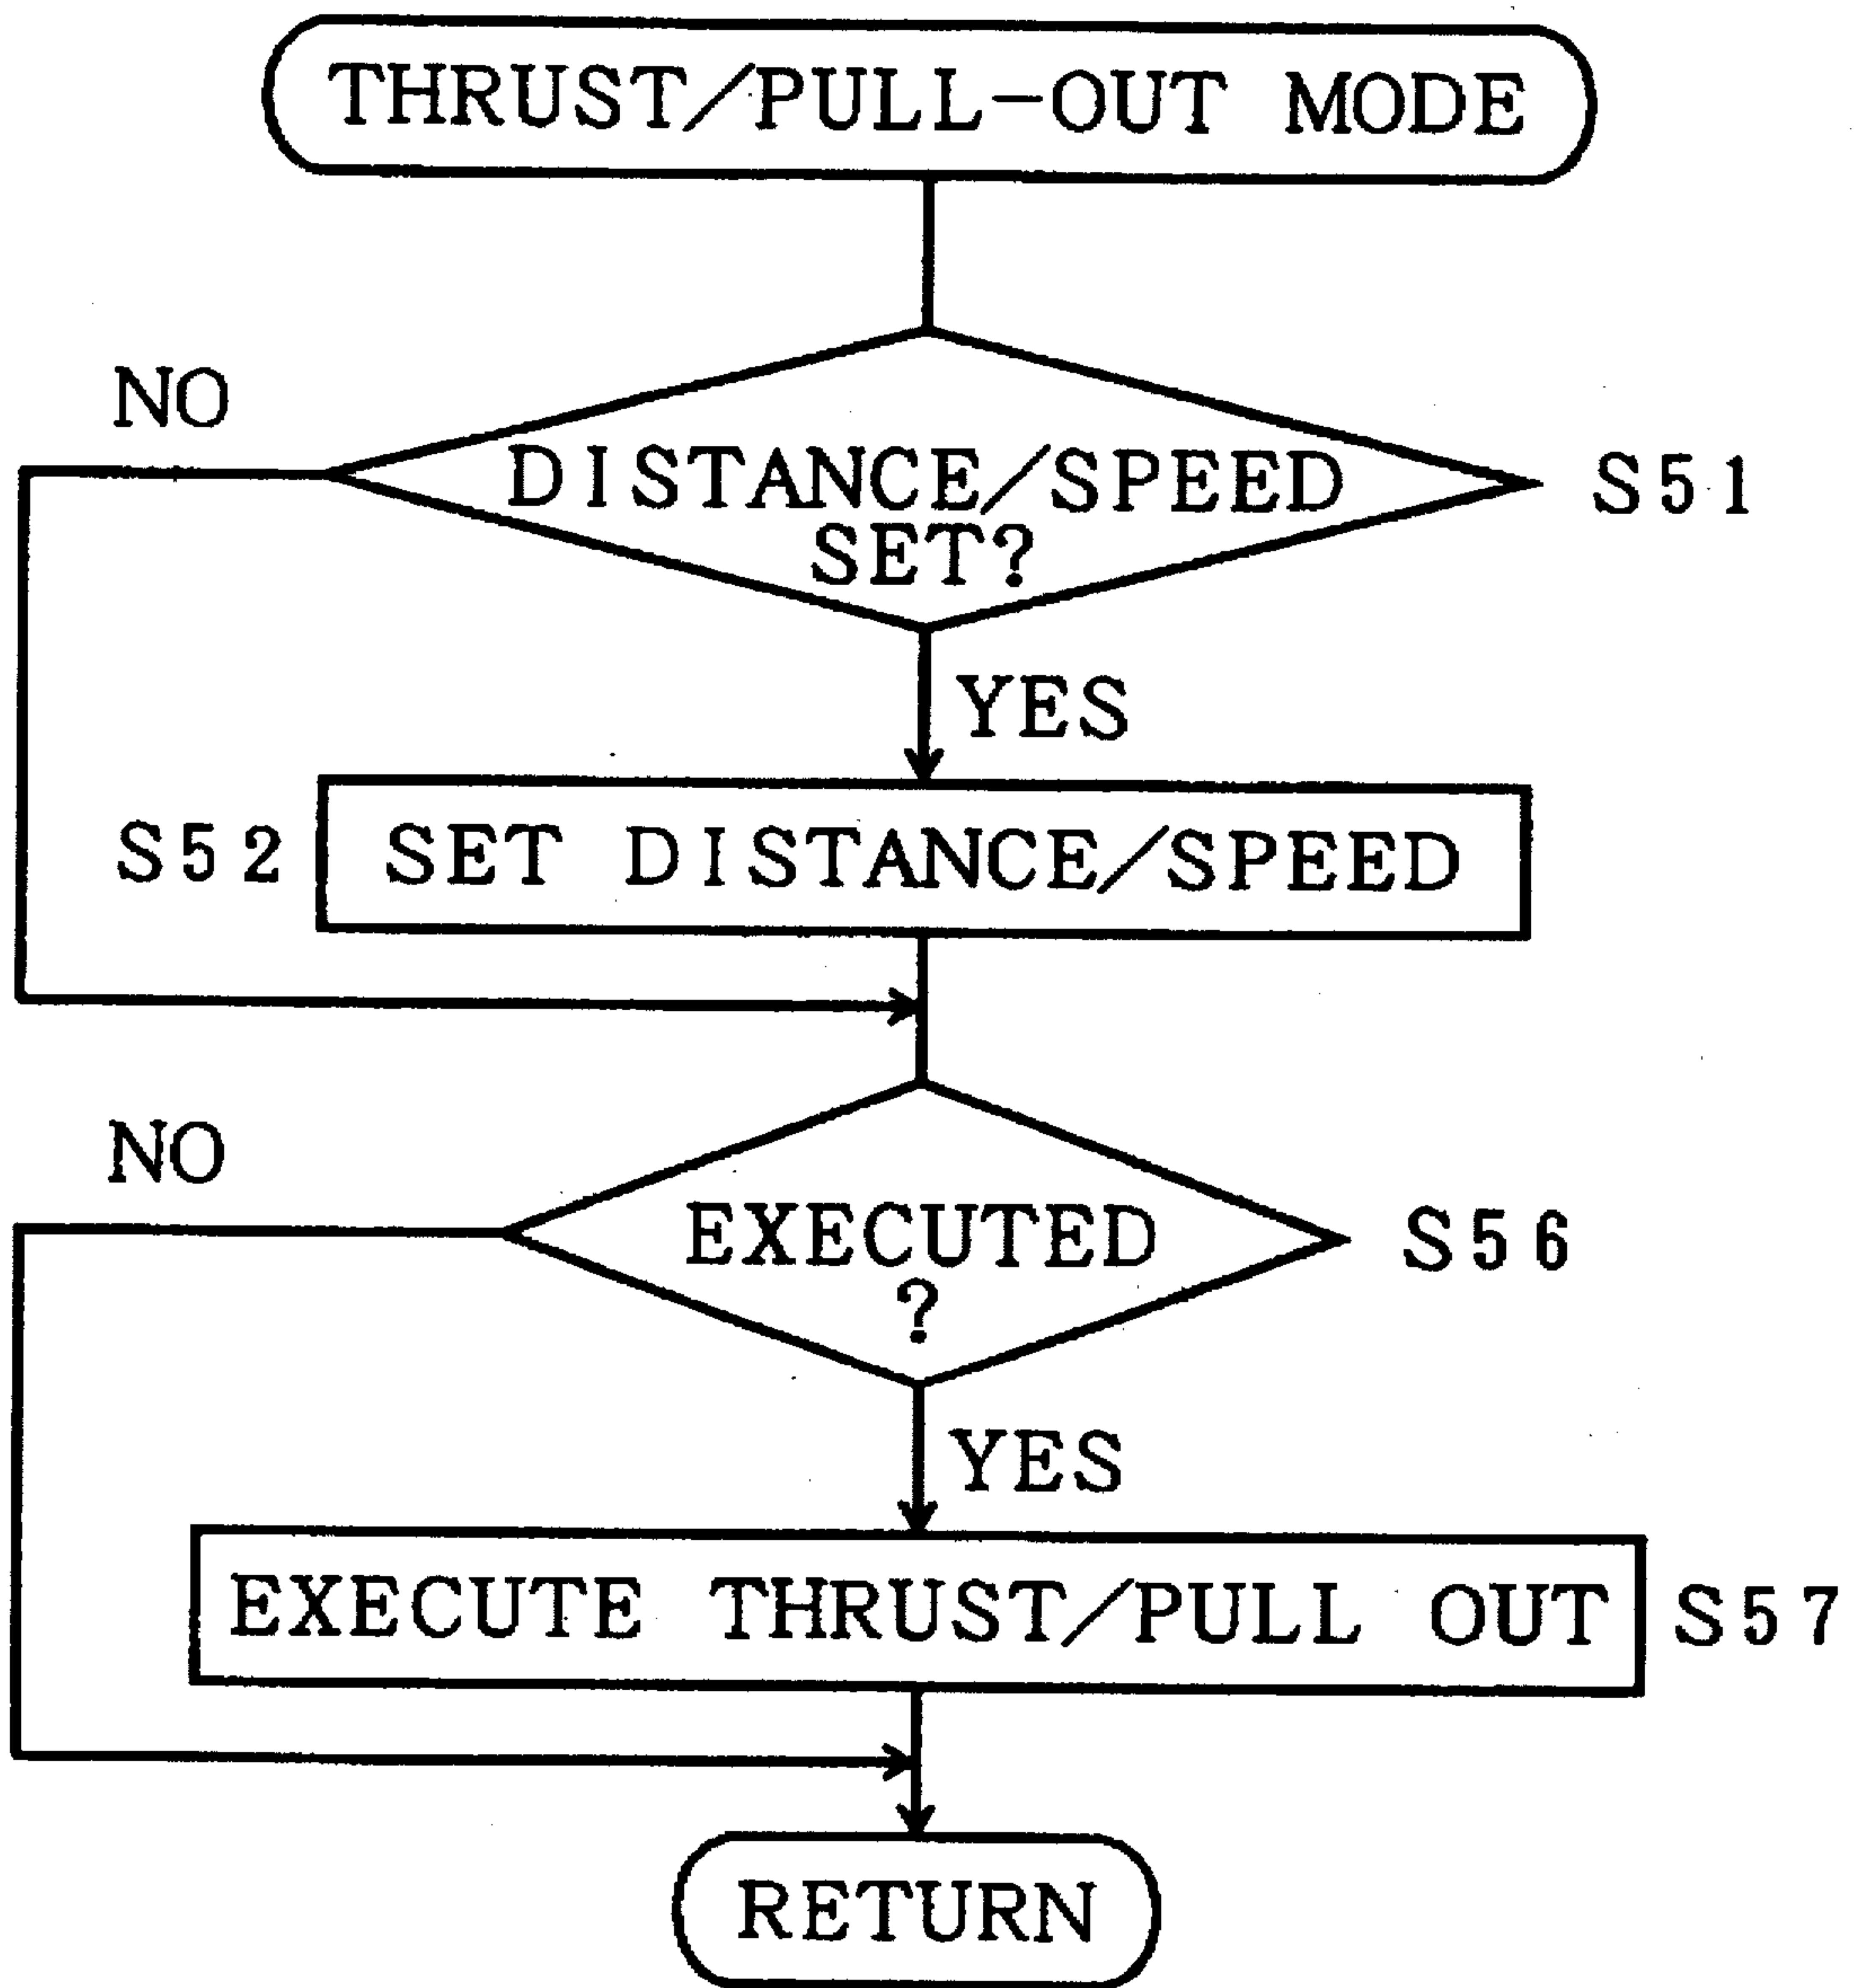 THRUST/PULL-OUT MODE
NO
DISTANCE/SPEED
SET?
S51
YES
S52
SET DISTANCE/SPEED
NO
EXECUTED
?
S56
YES
EXECUTE THRUST/PULL OUT
S57
RETURN